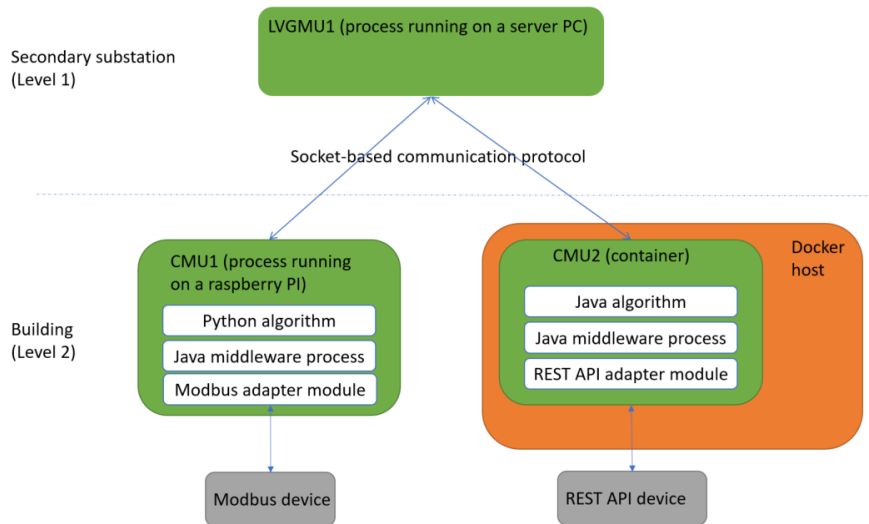 LVGMU1 (process running on a server PC)
Secondary substation
(Level 1)
Socket-based communication protocol
CMU1 (process running
on a raspberry PI)
Python algorithm
Java middleware process
Modbus adapter module
CMU2 (container)
Java algorithm
Java middleware process
REST API adapter module
Docker
host
Building
(Level 2)
Modbus device
REST API device